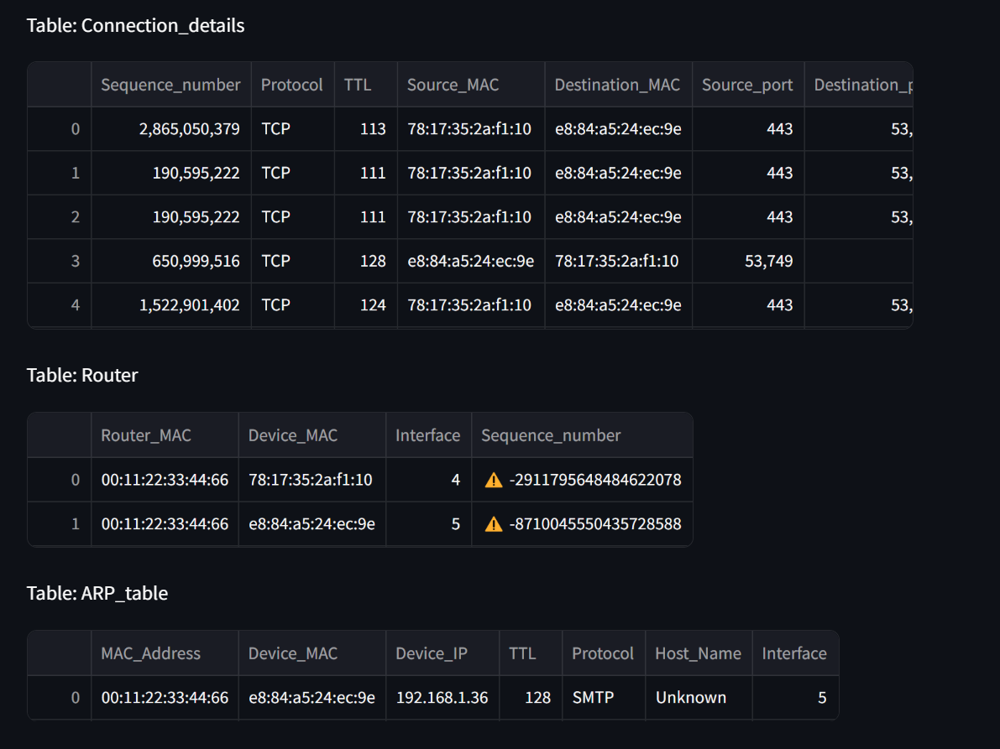 Table: Connection_details
Sequence_number Protocol TTL Source_MAC Destination_MAC Source_port Destination_p
0 2,865,050,379 TCP 113 78:17:35:2a:f1:10 e8:84:a5:24:ec:9e 443 53,
1 190,595,222 TCP 111 78:17:35:2a:f1:10 e8:84:a5:24:ec:9e 443 53,
2 190,595,222 TCP 111 78:17:35:2a:f1:10 e8:84:a5:24:ec:9e 443 53,
3 650,999,516 TCP 128 e8:84:a5:24:ec:9e 78:17:35:2a:f1:10 53,749
4 1,522,901,402 TCP 124 78:17:35:2a:f1:10 e8:84:a5:24:ec:9e 443 53,
Table: Router
Router_MAC Device_MAC Interface Sequence_number
0 00:11:22:33:44:66 78:17:35:2a:f1:10 4 -2911795648484622078
1 00:11:22:33:44:66 e8:84:a5:24:ec:9e 5 -8710045550435728588
Table: ARP_table
MAC_Address Device_MAC Device_IP TTL Protocol Host_Name Interface
0 00:11:22:33:44:66 e8:84:a5:24:ec:9e 192.168.1.36 128 SMTP Unknown 5